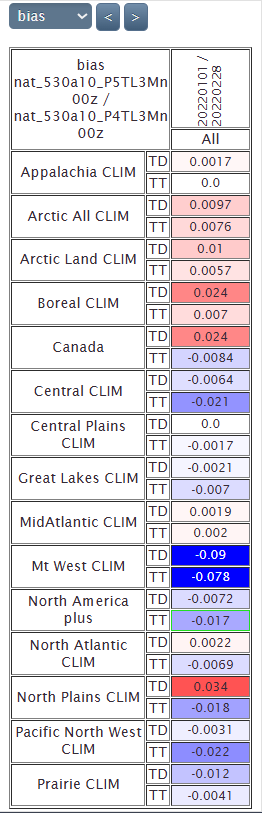 bias
< >
bias
nat_530a10_P5TL3Mn
00z /
nat_530a10_P4TL3Mn
00z
20220101 /
20220228
All
Appalachia CLIM
TD 0.0017
TT 0.0
Arctic All CLIM
TD 0.0097
TT 0.0076
Arctic Land CLIM
TD 0.01
TT 0.0057
Boreal CLIM
TD 0.024
TT 0.007
Canada
TD 0.024
TT -0.0084
Central CLIM
TD -0.0064
TT -0.021
Central Plains
CLIM
TD 0.0
TT -0.0017
Great Lakes CLIM
TD -0.0021
TT -0.007
MidAtlantic CLIM
TD 0.0019
TT 0.002
Mt West CLIM
TD -0.09
TT -0.078
North America
plus
TD -0.0072
TT -0.017
North Atlantic
CLIM
TD 0.0022
TT -0.0069
North Plains CLIM
TD 0.034
TT -0.018
Pacific North West
CLIM
TD -0.0031
TT -0.022
Prairie CLIM
TD -0.012
TT -0.0041